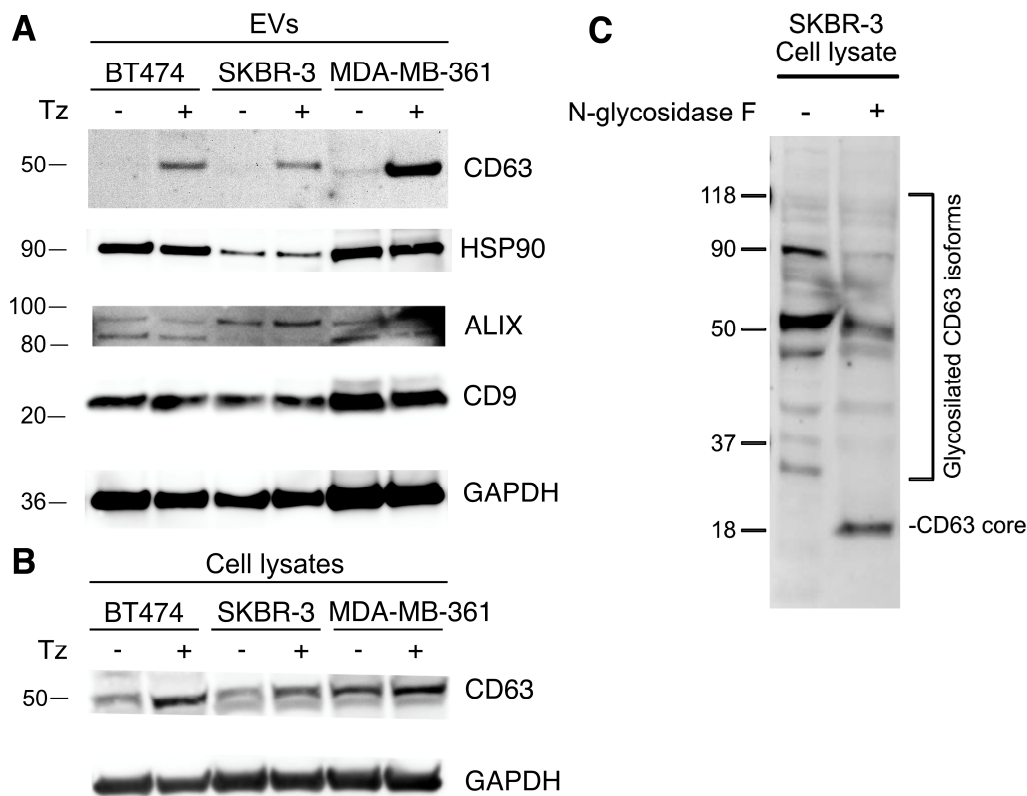 A
EVs
BT474 SKBR-3 MDA-MB-361
Tz - + - + - +
50— CD63
90— HSP90
100—
80— ALIX
20— CD9
36— GAPDH
B
Cell lysates
BT474 SKBR-3 MDA-MB-361
Tz - + - + - +
50— CD63
GAPDH
C
SKBR-3
Cell lysate
N-glycosidase F - +
118
90
50
37
18
Glycosilated CD63 isoforms
-CD63 core